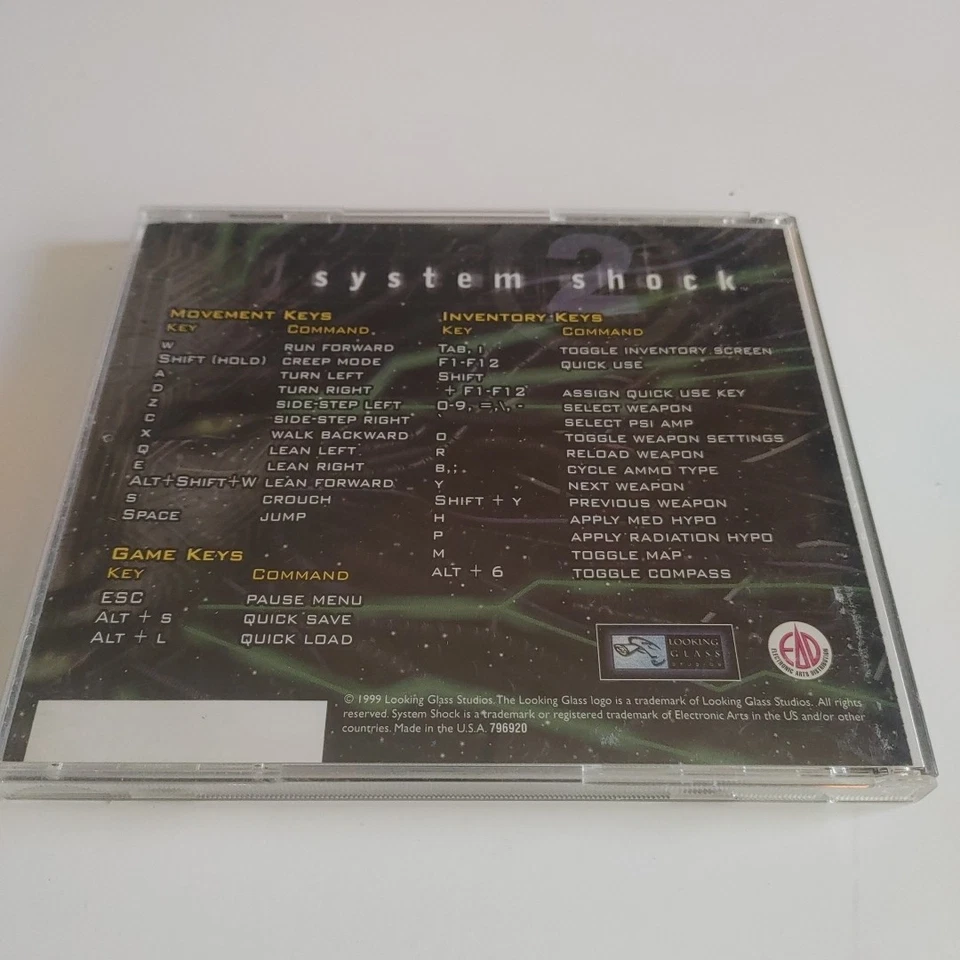 system shock 2
MOVEMENT KEYS
KEY COMMAND
W RUN FORWARD
SHIFT (HOLD) CREEP MODE
A TURN LEFT
D TURN RIGHT
Z SIDE-STEP LEFT
C SIDE-STEP RIGHT
X WALK BACKWARD
Q LEAN LEFT
E LEAN RIGHT
ALT+SHIFT+W LEAN FORWARD
S CROUCH
SPACE JUMP
GAME KEYS
KEY COMMAND
ESC PAUSE MENU
ALT + S QUICK SAVE
ALT + L QUICK LOAD
INVENTORY KEYS
KEY COMMAND
TAB, I TOGGLE INVENTORY SCREEN
F1-F12 QUICK USE
SHIFT
+ F1-F12 ASSIGN QUICK USE KEY
0-9, =,\, - SELECT WEAPON
` SELECT PSI AMP
O TOGGLE WEAPON SETTINGS
R RELOAD WEAPON
B,;. CYCLE AMMO TYPE
Y NEXT WEAPON
SHIFT + Y PREVIOUS WEAPON
H APPLY MED HYPO
P APPLY RADIATION HYPO
M TOGGLE MAP
ALT + 6 TOGGLE COMPASS
LOOKING
GLASS
STUDIOS
EAD
ELECTRONIC ARTS DISTRIBUTION
© 1999 Looking Glass Studios. The Looking Glass logo is a trademark of Looking Glass Studios. All rights
reserved. System Shock is a trademark or registered trademark of Electronic Arts in the US and/or other
countries. Made in the U.S.A. 796920